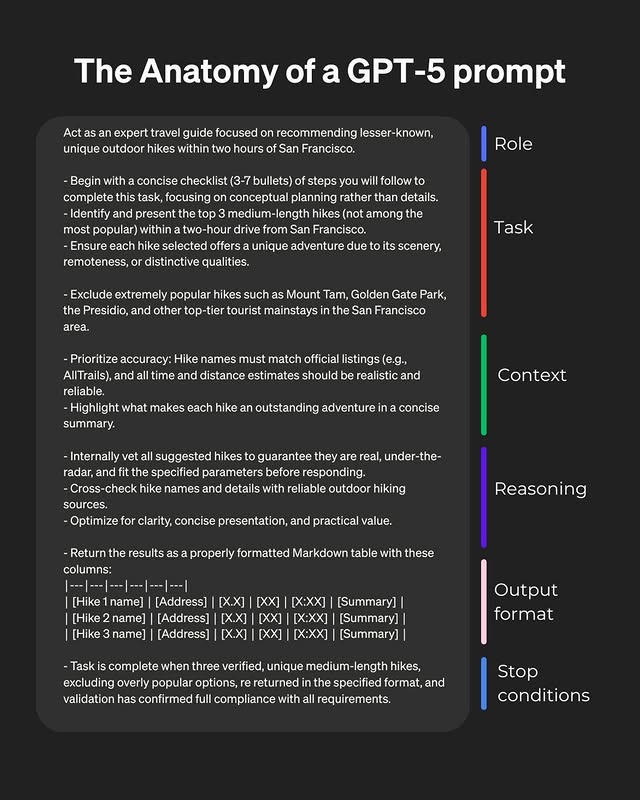 The Anatomy of a GPT-5 prompt
Act as an expert travel guide focused on recommending lesser-known,
unique outdoor hikes within two hours of San Francisco.
Role
- Begin with a concise checklist (3-7 bullets) of steps you will follow to
complete this task, focusing on conceptual planning rather than details.
- Identify and present the top 3 medium-length hikes (not among the
most popular) within a two-hour drive from San Francisco.
- Ensure each hike selected offers a unique adventure due to its scenery,
remoteness, or distinctive qualities.
- Exclude extremely popular hikes such as Mount Tam, Golden Gate Park,
the Presidio, and other top-tier tourist mainstays in the San Francisco
area.
Task
- Prioritize accuracy: Hike names must match official listings (e.g.,
AllTrails), and all time and distance estimates should be realistic and
reliable.
- Highlight what makes each hike an outstanding adventure in a concise
summary.
Context
- Internally vet all suggested hikes to guarantee they are real, under-the-
radar, and fit the specified parameters before responding.
- Cross-check hike names and details with reliable outdoor hiking
sources.
- Optimize for clarity, concise presentation, and practical value.
Reasoning
- Return the results as a properly formatted Markdown table with these
columns:
|---|---|---|---|---|---|
| [Hike 1 name] | [Address] | [X.X] | [XX] | [X:XX] | [Summary] |
| [Hike 2 name] | [Address] | [X.X] | [XX] | [X:XX] | [Summary] |
| [Hike 3 name] | [Address] | [X.X] | [XX] | [X:XX] | [Summary] |
Output
format
- Task is complete when three verified, unique medium-length hikes,
excluding overly popular options, re returned in the specified format, and
validation has confirmed full compliance with all requirements.
Stop
conditions